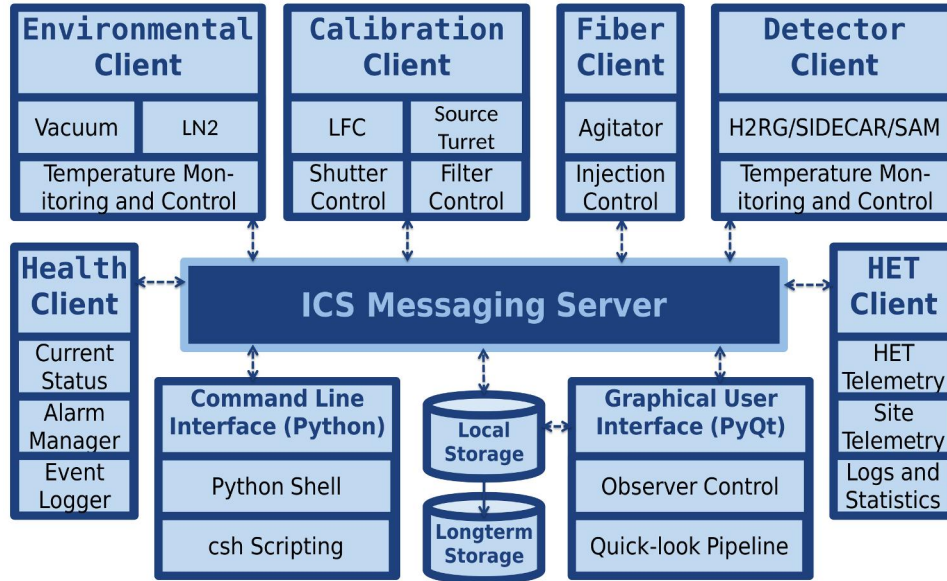 Environmental
Client
Vacuum
LN2
Temperature Mon-
itoring and Control
Calibration
Client
LFC
Source
Turret
Shutter
Control
Filter
Control
Fiber
Client
Agitator
Injection
Control
Detector
Client
H2RG/SIDECAR/SAM
Temperature Mon-
itoring and Control
Health
Client
Current
Status
Alarm
Manager
Event
Logger
ICS Messaging Server
HET
Client
HET
Telemetry
Site
Telemetry
Logs and
Statistics
Command Line
Interface (Python)
Python Shell
csh Scripting
Local
Storage
Longterm
Storage
Graphical User
Interface (PyQt)
Observer Control
Quick-look Pipeline